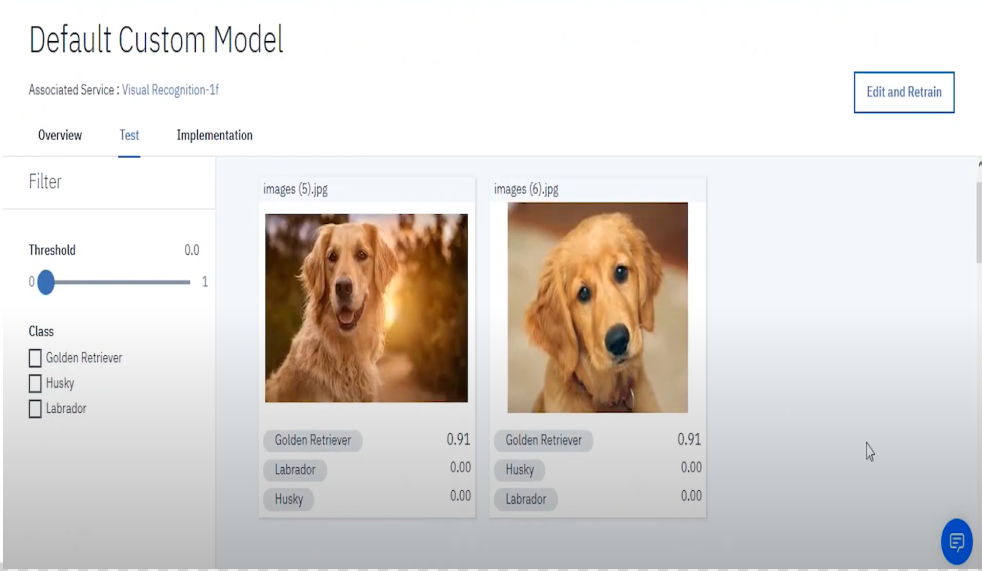 Default Custom Model
Associated Service : Visual Recognition-1f
Edit and Retrain
Overview Test Implementation
Filter
Threshold 0.0
0 1
Class
Golden Retriever
Husky
Labrador
images (5).jpg
Golden Retriever 0.91
Labrador 0.00
Husky 0.00
images (6).jpg
Golden Retriever 0.91
Husky 0.00
Labrador 0.00